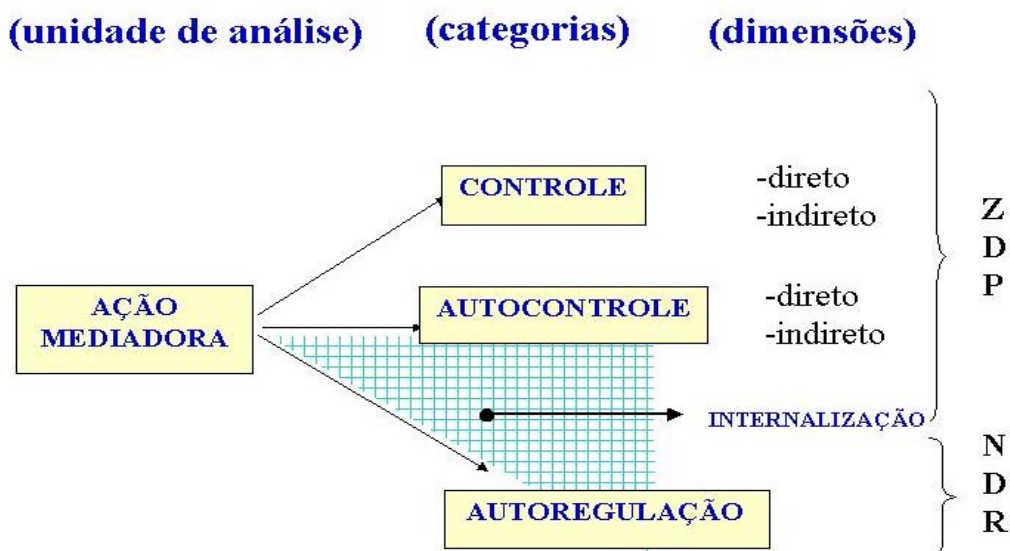 (unidade de análise) (categorias) (dimensões)
CONTROLE
-direto
-indireto
Z
D
P
AÇÃO
MEDIADORA
AUTOCONTROLE
-direto
-indireto
INTERNALIZAÇÃO
N
D
R
AUTOREGULAÇÃO